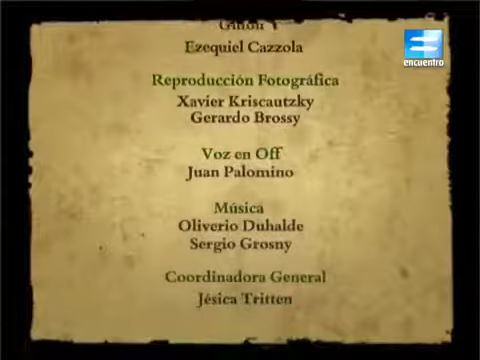 Guion
Ezequiel Cazzola
encuentro
Reproducción Fotográfica
Xavier Kriscautzky
Gerardo Brossy
Voz en Off
Juan Palomino
Música
Oliverio Duhalde
Sergio Grosny
Coordinadora General
Jésica Tritten